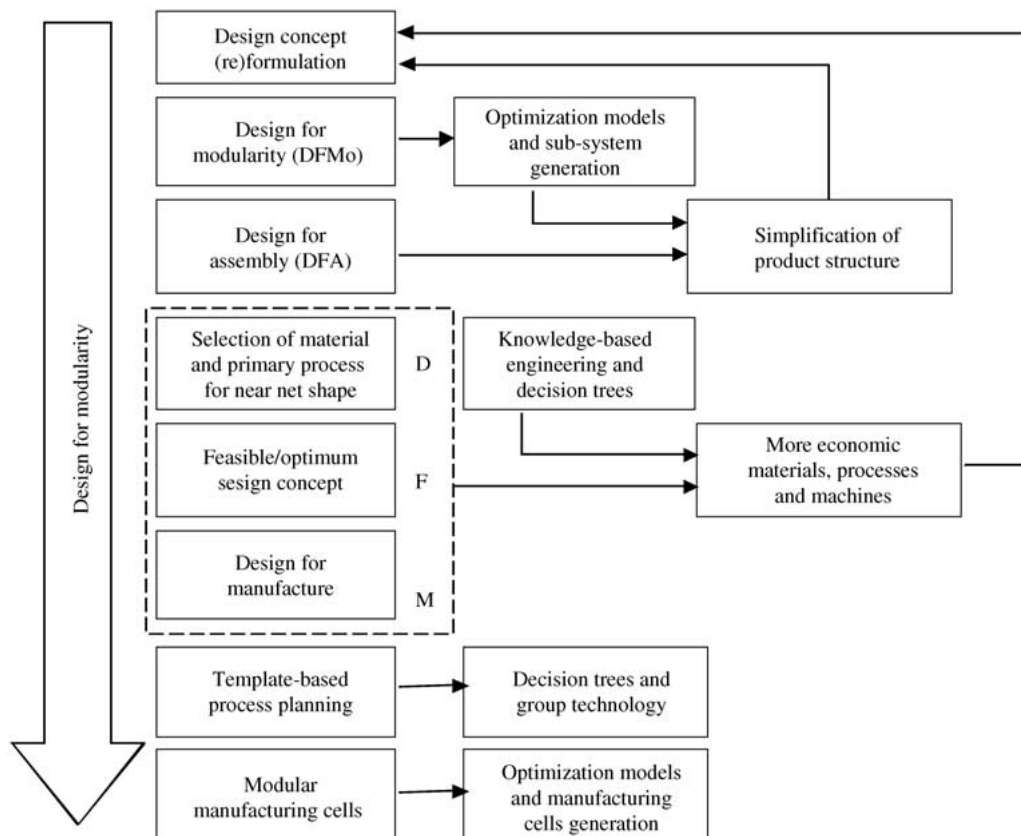 Design concept
(re)formulation
Design for
modularity (DFMo)
Optimization models
and sub-system
generation
Design for
assembly (DFA)
Simplification of
product structure
Design for modularity
Selection of material
and primary process
for near net shape
D
Knowledge-based
engineering and
decision trees
Feasible/optimum
sesign concept
F
More economic
materials, processes
and machines
Design for
manufacture
M
Template-based
process planning
Decision trees and
group technology
Modular
manufacturing cells
Optimization models
and manufacturing
cells generation